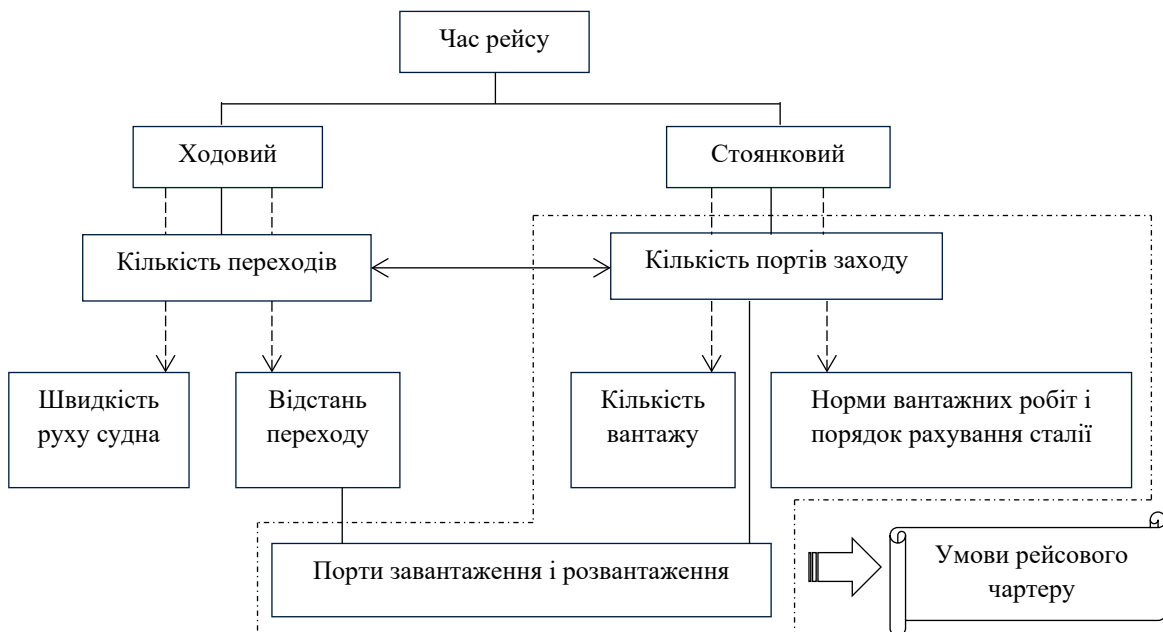 Час рейсу
Ходовий
Стоянковий
Кількість переходів
Кількість портів заходу
Швидкість
руху судна
Відстань
переходу
Кількість
вантажу
Норми вантажних робіт і
порядок рахування сталії
Порти завантаження і розвантаження
Умови рейсового
чартеру